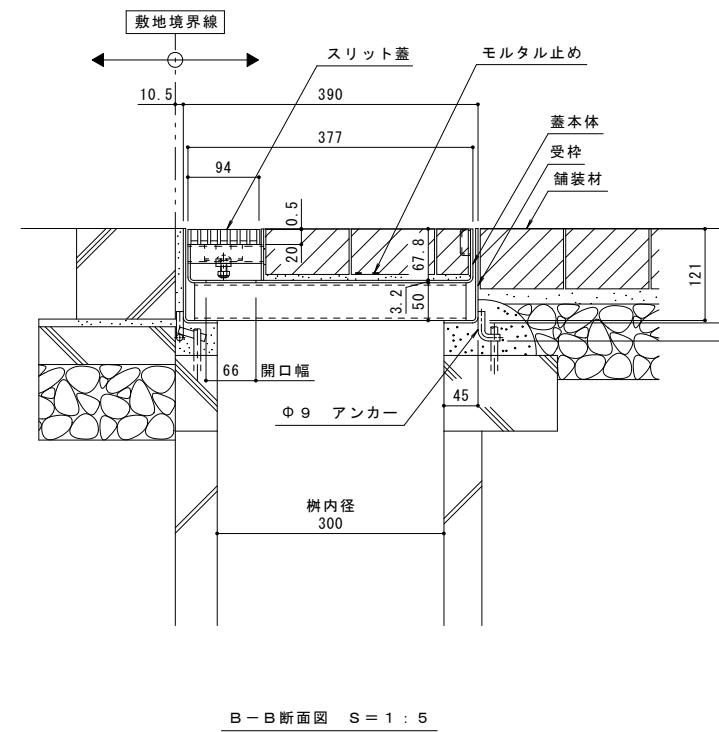 敷地境界線
スリット蓋
モルタル止め
10.5
390
377
94
蓋本体
受枠
舗装材
0.5
20
67.8
3.2
50
121
66 開口幅
Φ9 アンカー
45
桝内径
300
B-B断面図 S=1:5